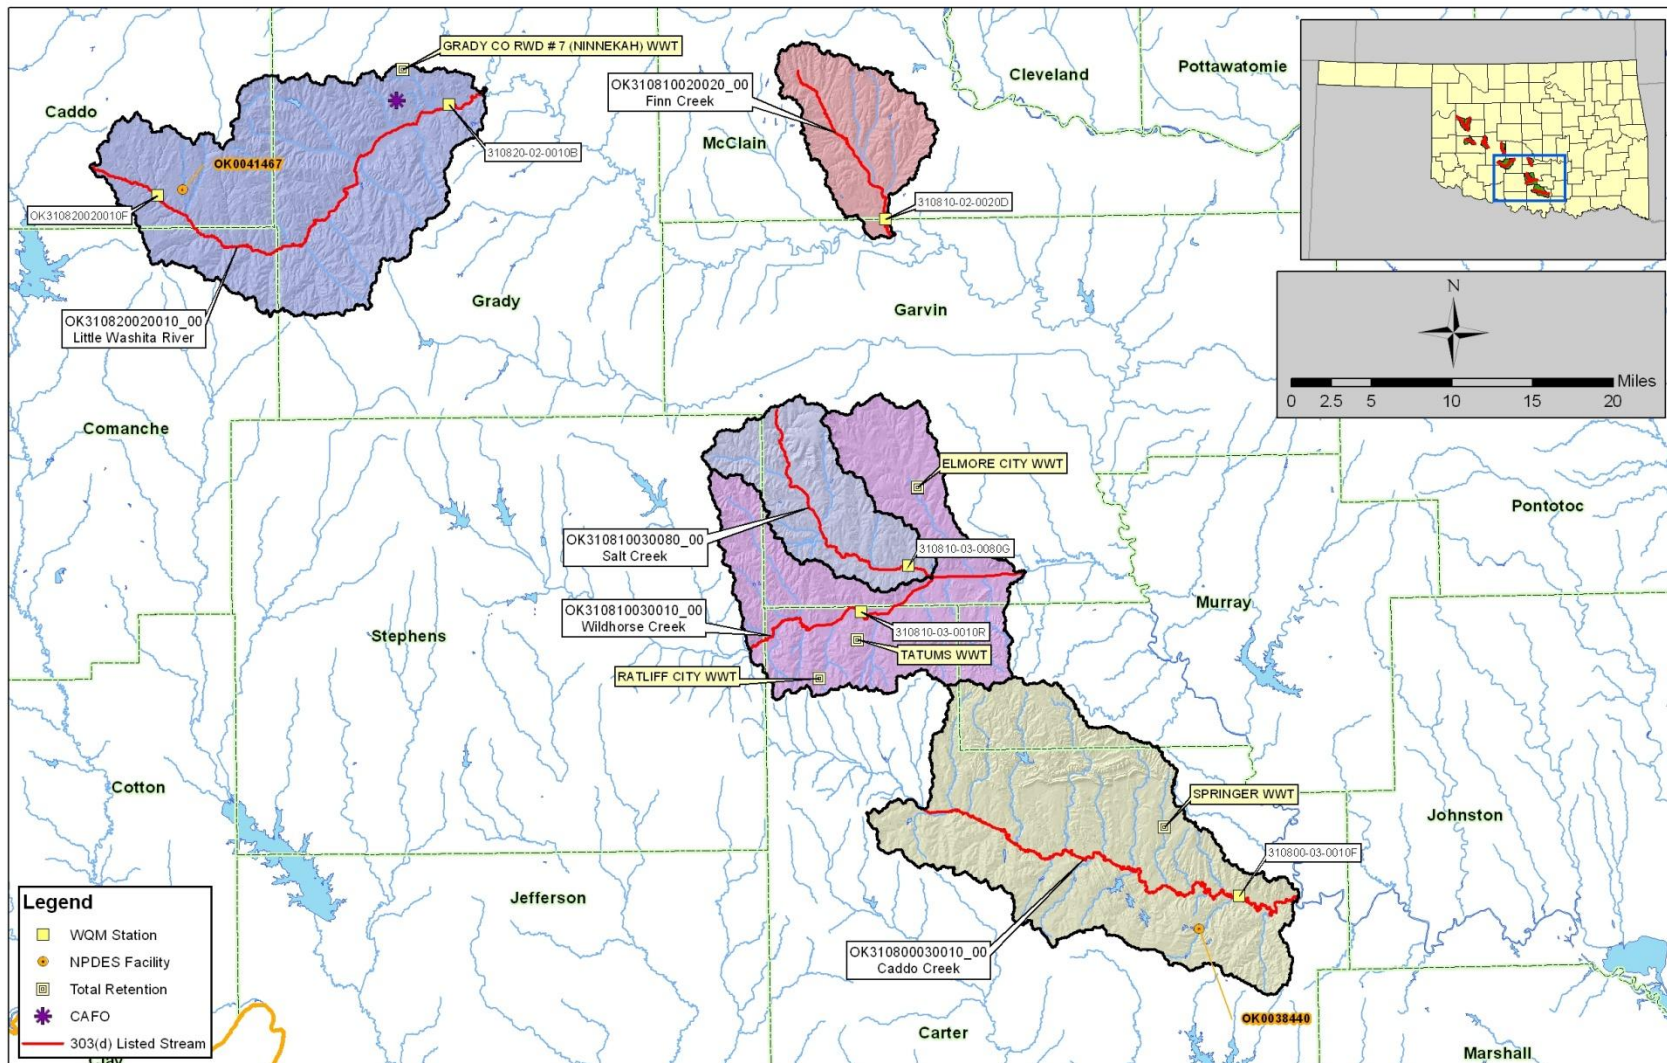 GRADY CO RWD # 7 (NINNEKAH) WWT
Caddo
OK0041467
OK310820020010F
310820-02-0010B
OK310820020010_00
Little Washita River
Grady
OK310810020020_00
Finn Creek
McClain
310810-02-0020D
Cleveland
Pottawatomie
Garvin
N
Miles
0 2.5 5 10 15 20
Comanche
ELMORE CITY WWT
Pontotoc
OK310810030080_00
Salt Creek
310810-03-0080G
OK310810030010_00
Wildhorse Creek
310810-03-0010R
TATUMS WWT
RATLIFF CITY WWT
Stephens
Murray
Cotton
SPRINGER WWT
Johnston
310800-03-0010F
Jefferson
OK310800030010_00
Caddo Creek
OK0038440
Carter
Marshall
Legend
WQM Station
NPDES Facility
Total Retention
CAFO
303(d) Listed Stream